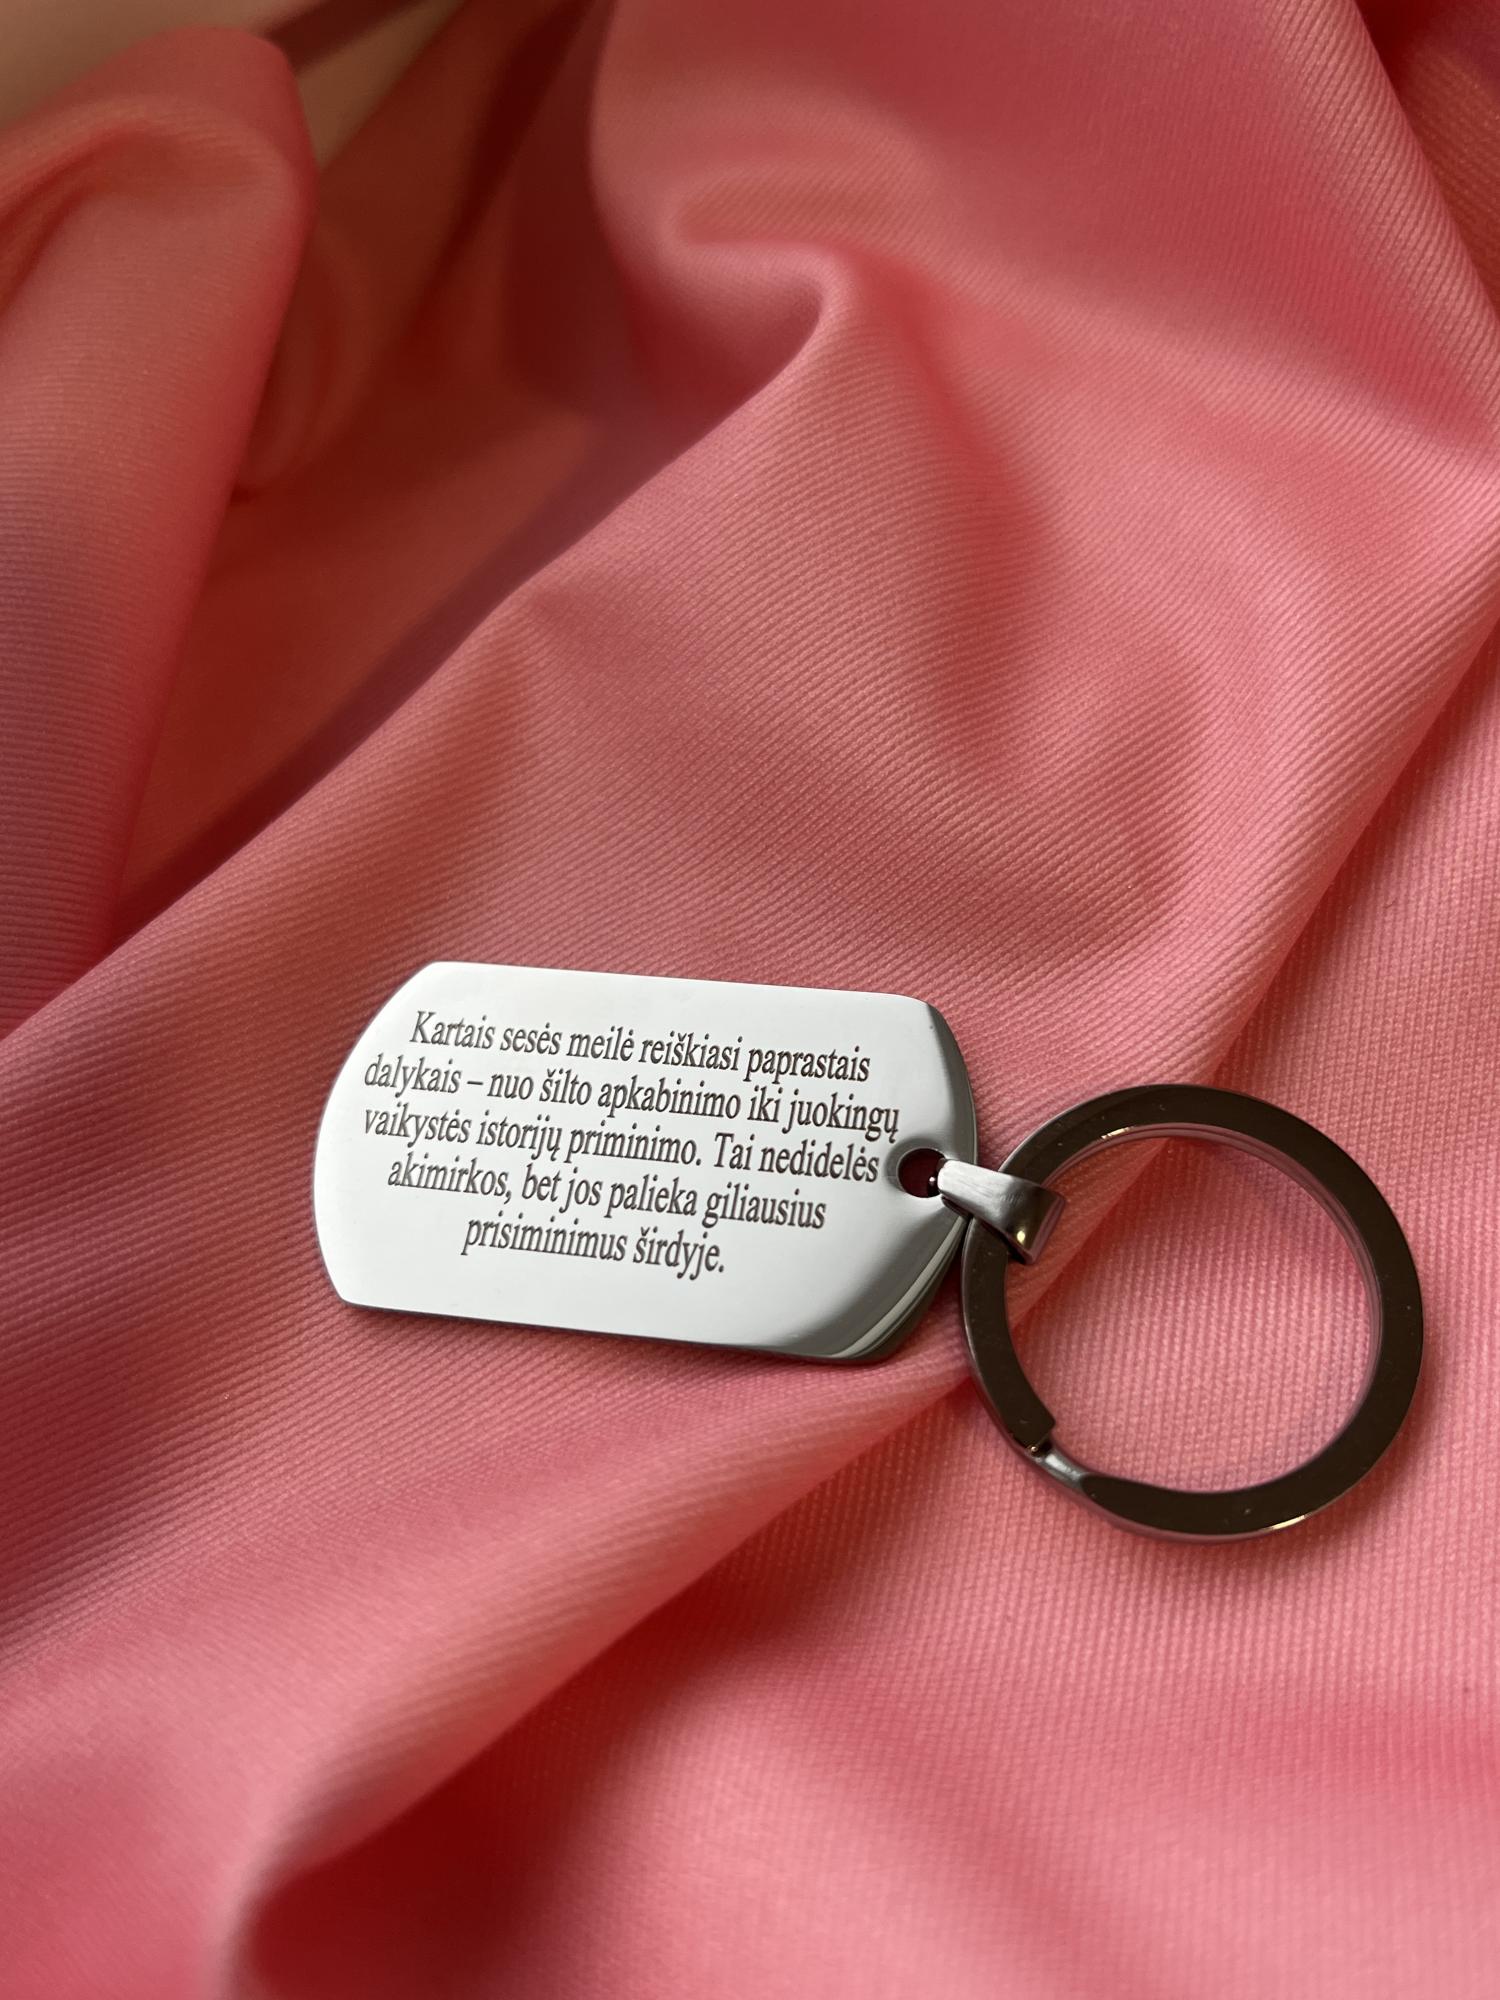 Kartais sesės meilė reiškiasi paprastais
dalykais – nuo šilto apkabinimo iki juokingų
vaikystės istorijų priminimo. Tai nedidelės
akimirkos, bet jos palieka giliausius
prisiminimus širdyje.